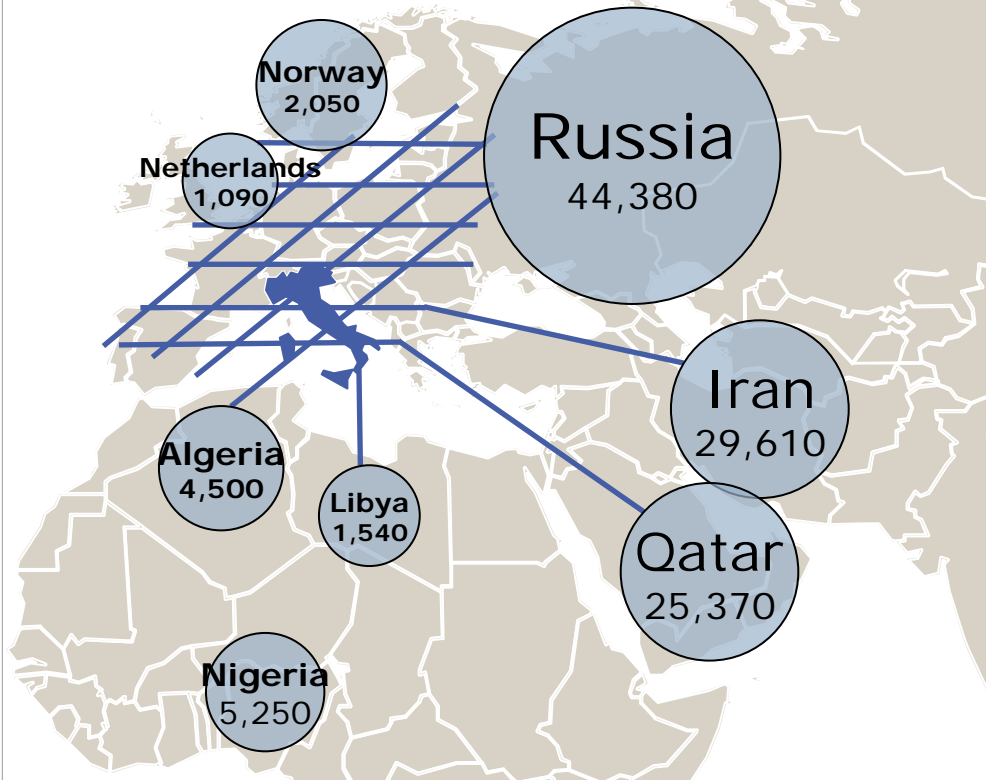 Norway
2,050
Russia
44,380
Netherlands
1,090
Iran
29,610
Algeria
4,500
Libya
1,540
Qatar
25,370
Nigeria
5,250